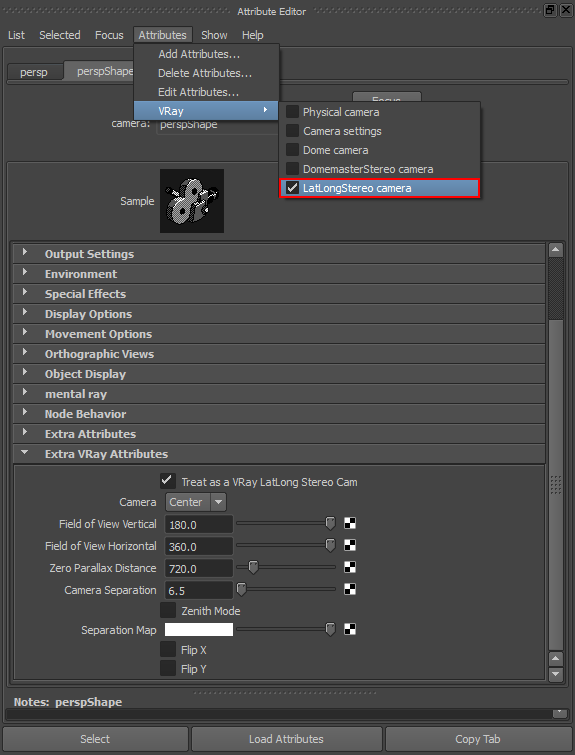 Attribute Editor
List Selected Focus Attributes Show Help
Add Attributes...
Delete Attributes...
Edit Attributes...
VRay
persp perspShape
Focus
camera: perspShape
Physical camera
Camera settings
Dome camera
DomemasterStereo camera
LatLongStereo camera
Sample
Output Settings
Environment
Special Effects
Display Options
Movement Options
Orthographic Views
Object Display
mental ray
Node Behavior
Extra Attributes
Extra VRay Attributes
Treat as a VRay LatLong Stereo Cam
Camera Center
Field of View Vertical 180.0
Field of View Horizontal 360.0
Zero Parallax Distance 720.0
Camera Separation 6.5
Zenith Mode
Separation Map
Flip X
Flip Y
Notes: perspShape
Select Load Attributes Copy Tab